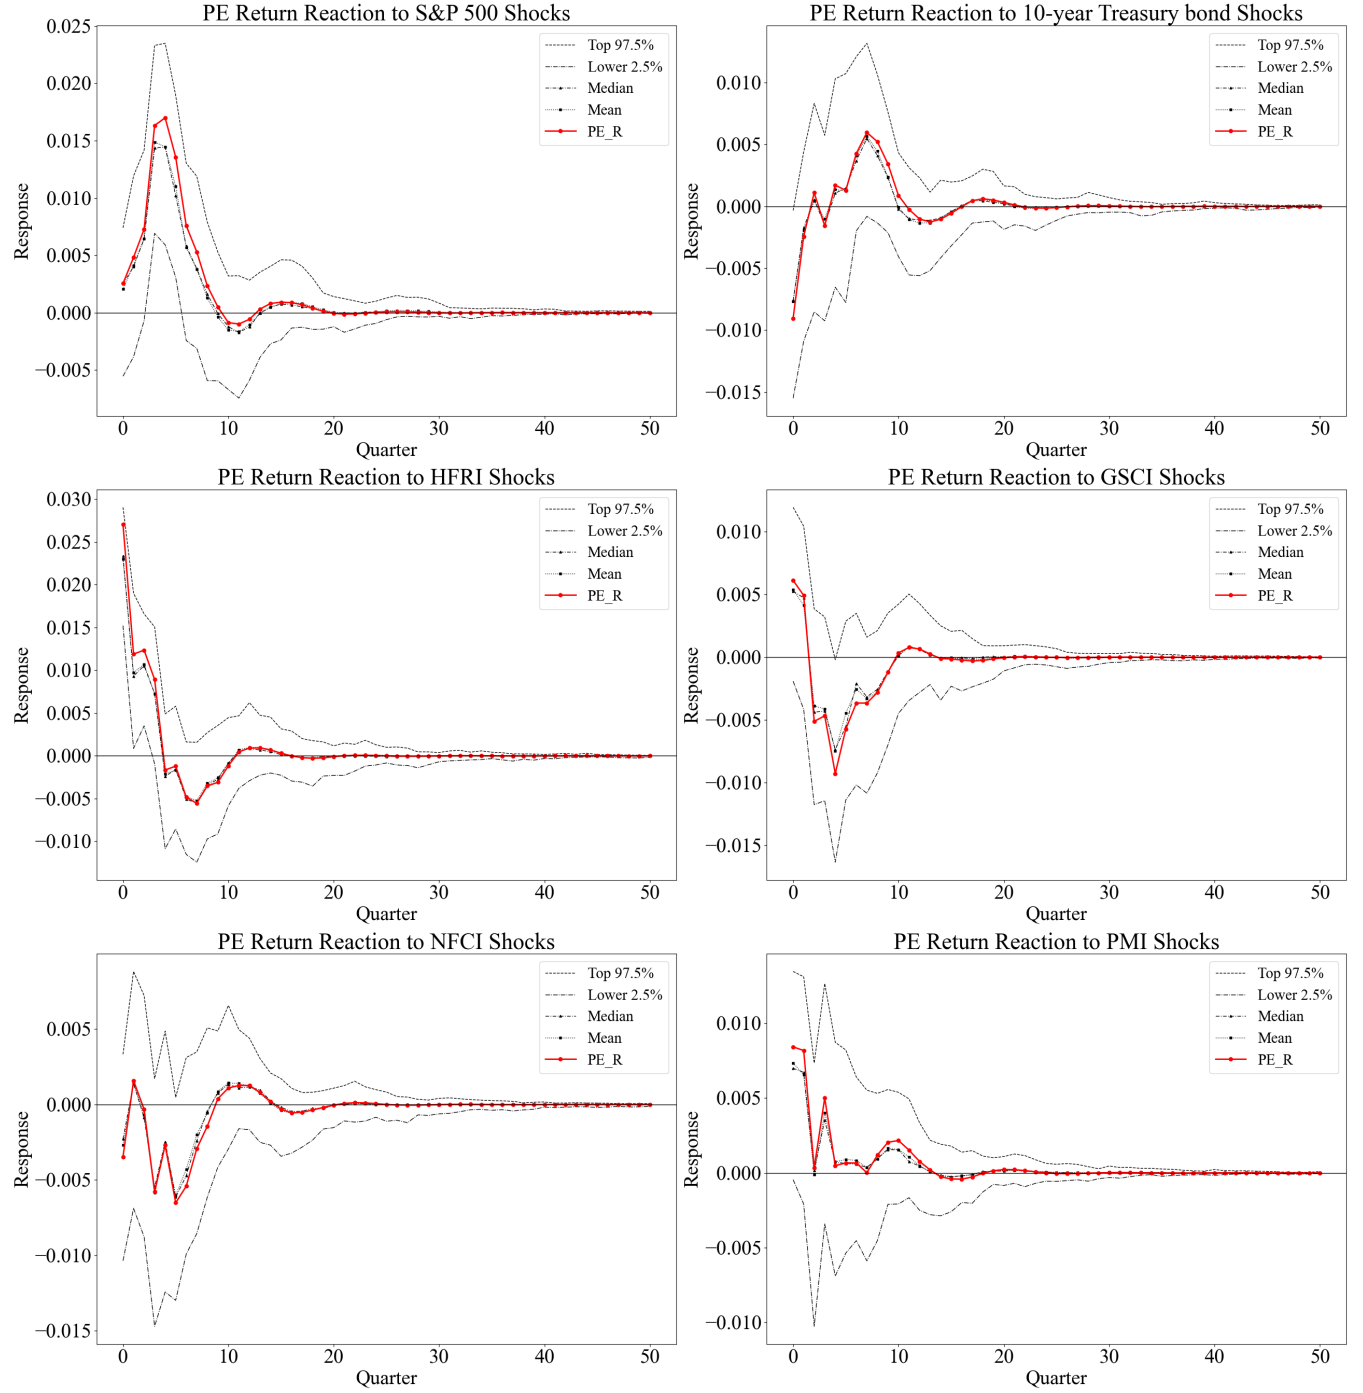 PE Return Reaction to S&P 500 Shocks
0.025
0.020
0.015
0.010
0.005
0.000
−0.005
Response
0
10
20
30
40
50
Quarter
Top 97.5%
Lower 2.5%
Median
Mean
PE_R
PE Return Reaction to 10-year Treasury bond Shocks
0.010
0.005
0.000
−0.005
−0.010
−0.015
Response
0
10
20
30
40
50
Quarter
Top 97.5%
Lower 2.5%
Median
Mean
PE_R
PE Return Reaction to HFRI Shocks
0.030
0.025
0.020
0.015
0.010
0.005
0.000
−0.005
−0.010
Response
0
10
20
30
40
50
Quarter
Top 97.5%
Lower 2.5%
Median
Mean
PE_R
PE Return Reaction to GSCI Shocks
0.010
0.005
0.000
−0.005
−0.010
−0.015
Response
0
10
20
30
40
50
Quarter
Top 97.5%
Lower 2.5%
Median
Mean
PE_R
PE Return Reaction to NFCI Shocks
0.005
0.000
−0.005
−0.010
−0.015
Response
0
10
20
30
40
50
Quarter
Top 97.5%
Lower 2.5%
Median
Mean
PE_R
PE Return Reaction to PMI Shocks
0.010
0.005
0.000
−0.005
−0.010
Response
0
10
20
30
40
50
Quarter
Top 97.5%
Lower 2.5%
Median
Mean
PE_R